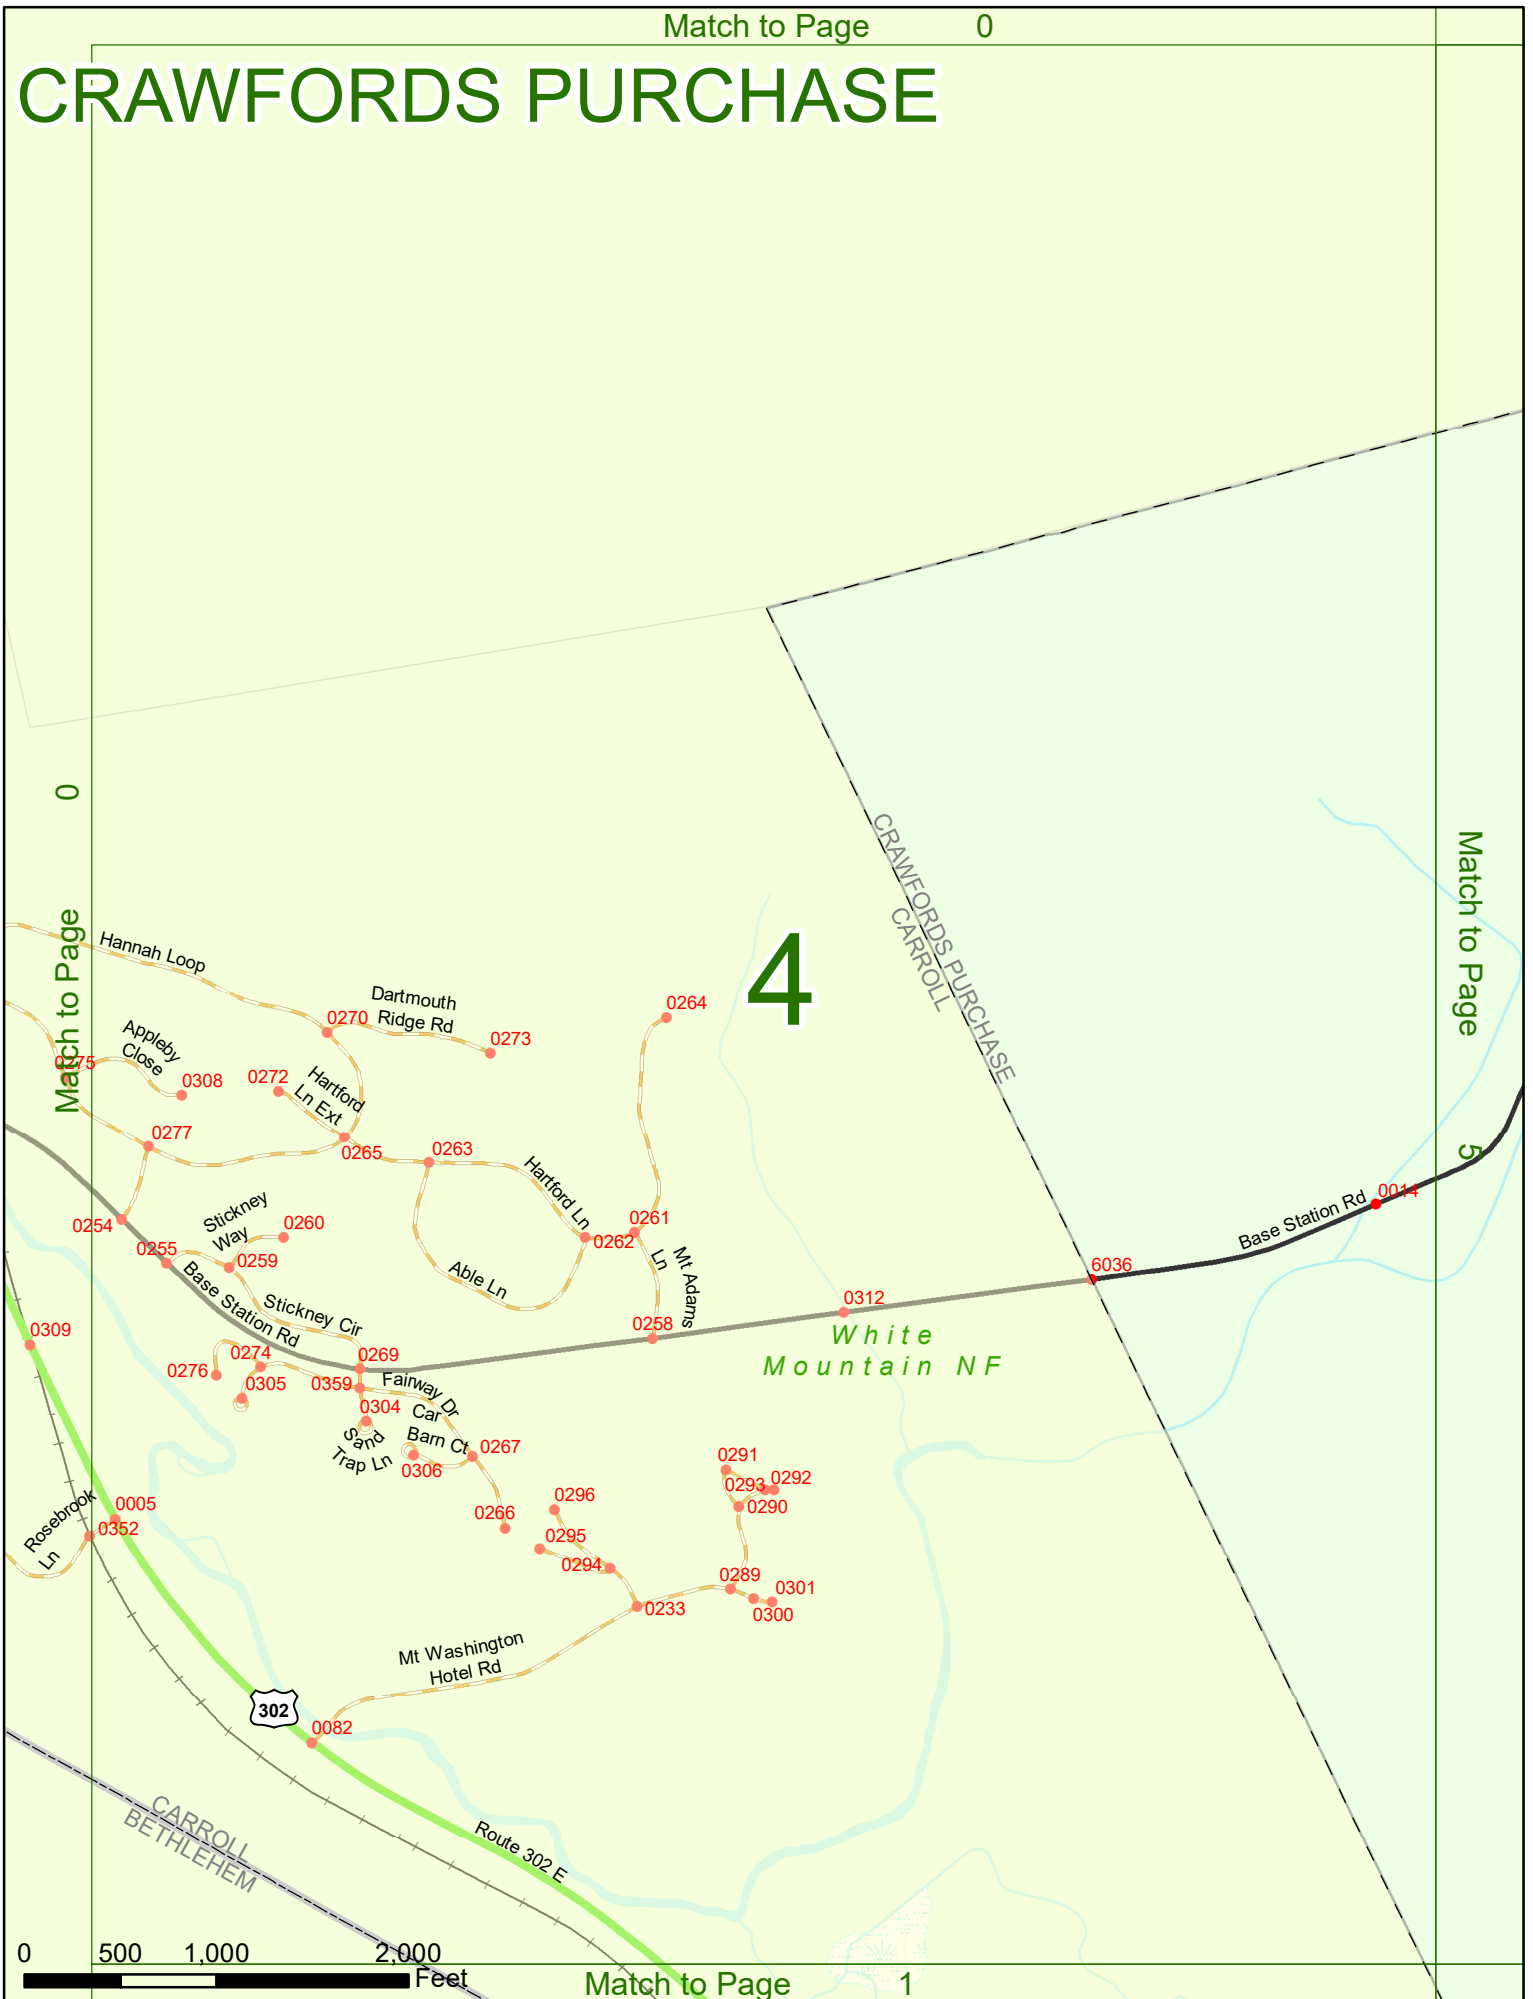 Match to Page 0
CRAWFORDS PURCHASE
0
Match to Page
Match to Page
5
4
CRAWFORDS PURCHASE
CARROLL
Hannah Loop
Dartmouth
Ridge Rd
0270
0273
0264
Appleby
Close
0275
0308
0272
Hartford
Ln Ext
0277
0265
0263
Hartford Ln
0254
Stickney
Way
0260
0261
0262
0255
0259
Able Ln
Mt Adams
Ln
Base Station Rd
0014
6036
0312
Base Station Rd
Stickney Cir
0258
White
Mountain NF
0309
0274
0269
0276
0305
0359
Fairway Dr
0304
Car
Barn Ct
Sand
Trap Ln
0306
0267
0291
0293
0292
0290
0296
0266
0295
0294
Rosebrook
Ln
0005
0352
0289
0301
0300
0233
Mt Washington
Hotel Rd
302
0082
CARROLL
BETHLEHEM
Route 302 E
0 500 1,000 2,000
Feet
Match to Page 1